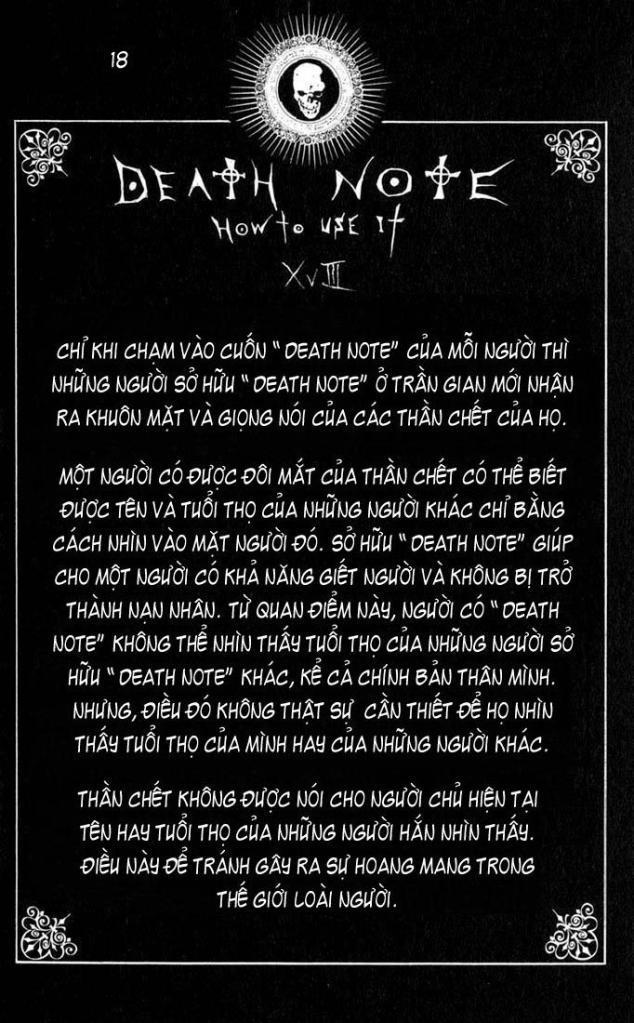 18
DEATH NOTE
HOW TO USE IT
XVIII
CHỈ KHI CHẠM VÀO CUỐN “ DEATH NOTE” CỦA MỖI NGƯỜI THÌ
NHỮNG NGƯỜI SỞ HỮU “ DEATH NOTE” Ở TRẦN GIAN MỚI NHẬN
RA KHUÔN MẶT VÀ GIỌNG NÓI CỦA CÁC THẦN CHẾT CỦA HỌ.
MỘT NGƯỜI CÓ ĐƯỢC ĐÔI MẮT CỦA THẦN CHẾT CÓ THỂ BIẾT
ĐƯỢC TÊN VÀ TUỔI THỌ CỦA NHỮNG NGƯỜI KHÁC CHỈ BẰNG
CÁCH NHÌN VÀO MẶT NGƯỜI ĐÓ. SỞ HỮU “ DEATH NOTE” GIÚP
CHO MỘT NGƯỜI CÓ KHẢ NĂNG GIẾT NGƯỜI VÀ KHÔNG BỊ TRỞ
THÀNH NẠN NHÂN. TỪ QUAN ĐIỂM NÀY, NGƯỜI CÓ “ DEATH
NOTE” KHÔNG THỂ NHÌN THẤY TUỔI THỌ CỦA NHỮNG NGƯỜI SỞ
HỮU “ DEATH NOTE” KHÁC, KỂ CẢ CHÍNH BẢN THÂN MÌNH.
NHƯNG, ĐIỀU ĐÓ KHÔNG THẬT SỰ CẦN THIẾT ĐỂ HỌ NHÌN
THẤY TUỔI THỌ CỦA MÌNH HAY CỦA NHỮNG NGƯỜI KHÁC.
THẦN CHẾT KHÔNG ĐƯỢC NÓI CHO NGƯỜI CHỦ HIỆN TẠI
TÊN HAY TUỔI THỌ CỦA NHỮNG NGƯỜI HẮN NHÌN THẤY.
ĐIỀU NÀY ĐỂ TRÁNH GÂY RA SỰ HOANG MANG TRONG
THẾ GIỚI LOÀI NGƯỜI.